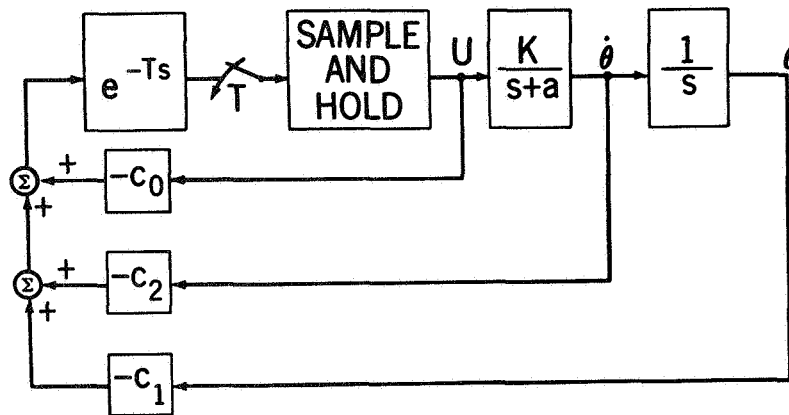 e^{-Ts}
T
SAMPLE
AND
HOLD
U
K
s+a
θ̇
1
s
θ
Σ
+
-c₀
+
Σ
+
-c₂
+
-c₁